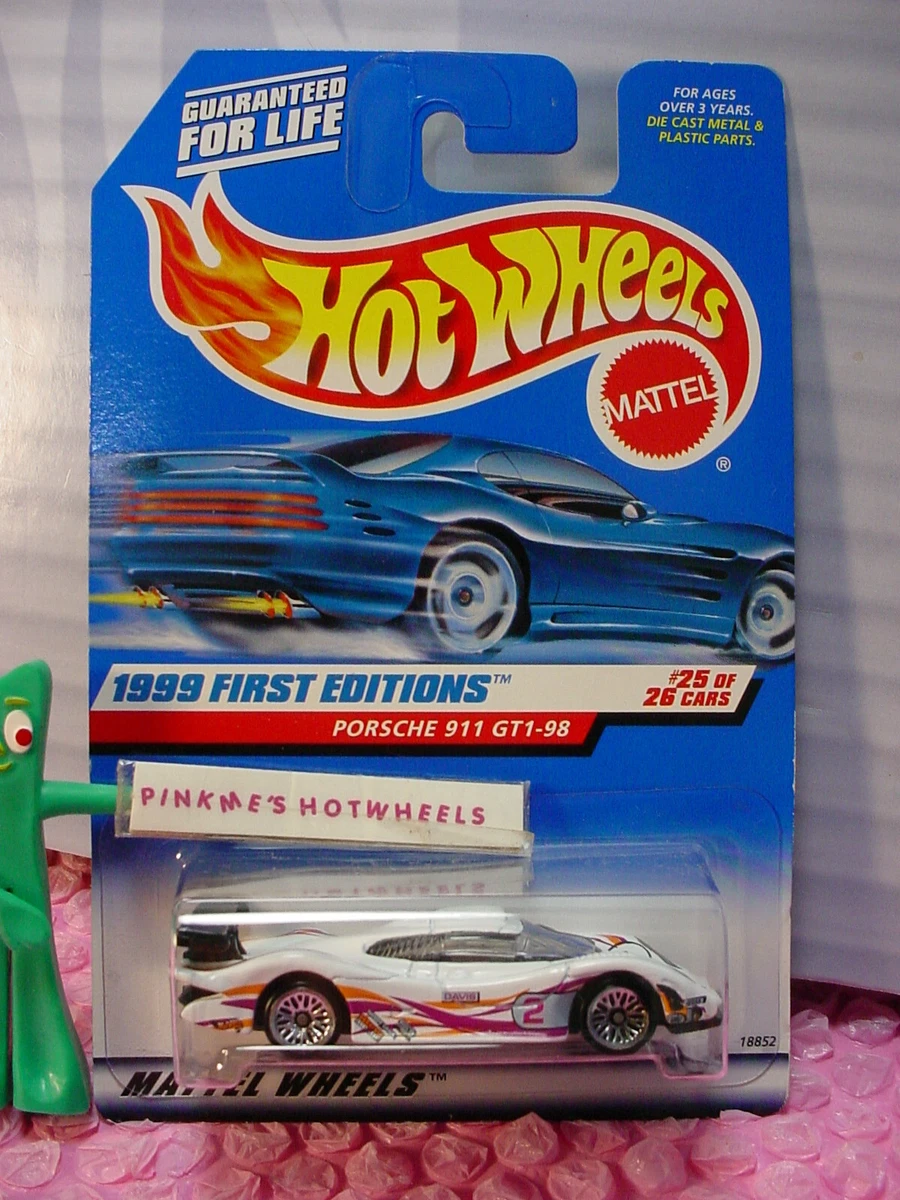 GUARANTEED
FOR LIFE
FOR AGES
OVER 3 YEARS.
DIE CAST METAL &
PLASTIC PARTS.
HOT WHEELS
MATTEL
®
1999 FIRST EDITIONS™
#25 OF
26 CARS
PORSCHE 911 GT1-98
PINKME'S HOTWHEELS
DAVIS
2
18852
MATTEL WHEELS™